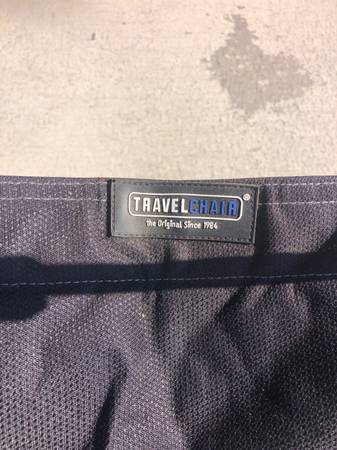 TRAVELCHAIR®
the Original Since 1984